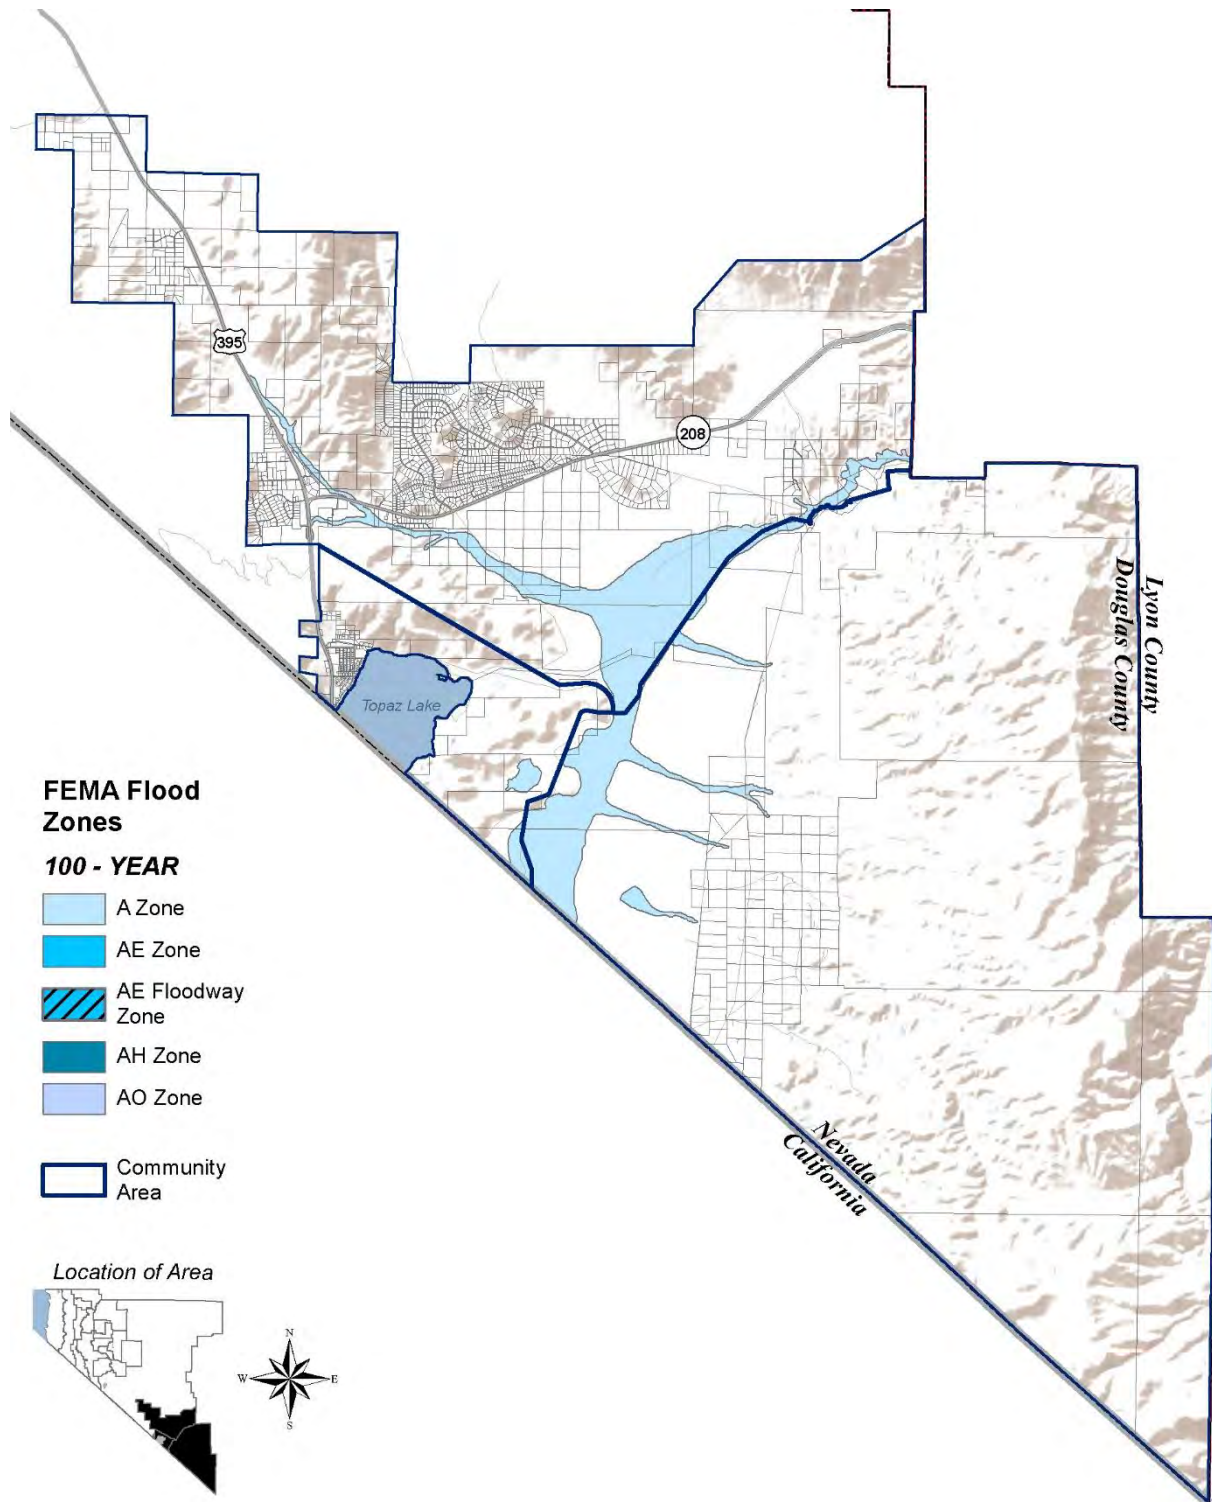 395
208
Lyon County
Douglas County
Topaz Lake
FEMA Flood
Zones
100 - YEAR
A Zone
AE Zone
AE Floodway
Zone
AH Zone
AO Zone
Community
Area
Nevada
California
Location of Area
N
W
E
S